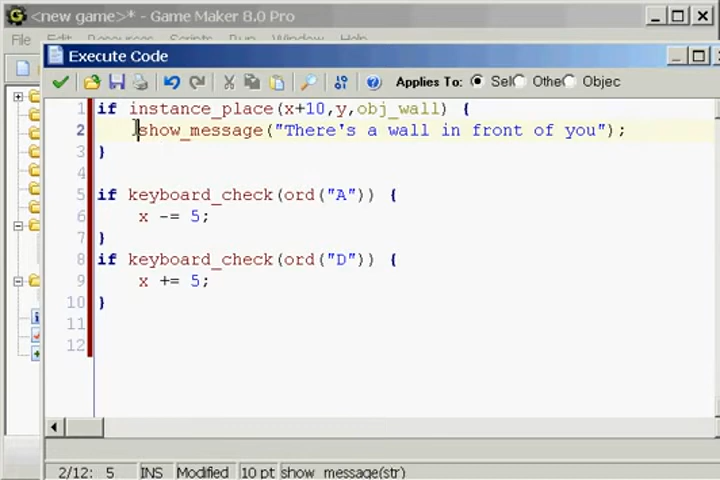 <new game>* - Game Maker 8.0 Pro
File Edit Resources Scripts Run Window Help
Execute Code
Applies To: Self Othe Objec
1 if instance_place(x+10,y,obj_wall) {
2 show_message("There's a wall in front of you");
3 }
4
5 if keyboard_check(ord("A")) {
6 x -= 5;
7 }
8 if keyboard_check(ord("D")) {
9 x += 5;
10 }
11
12
2/12: 5 INS Modified 10 pt show_message(str)